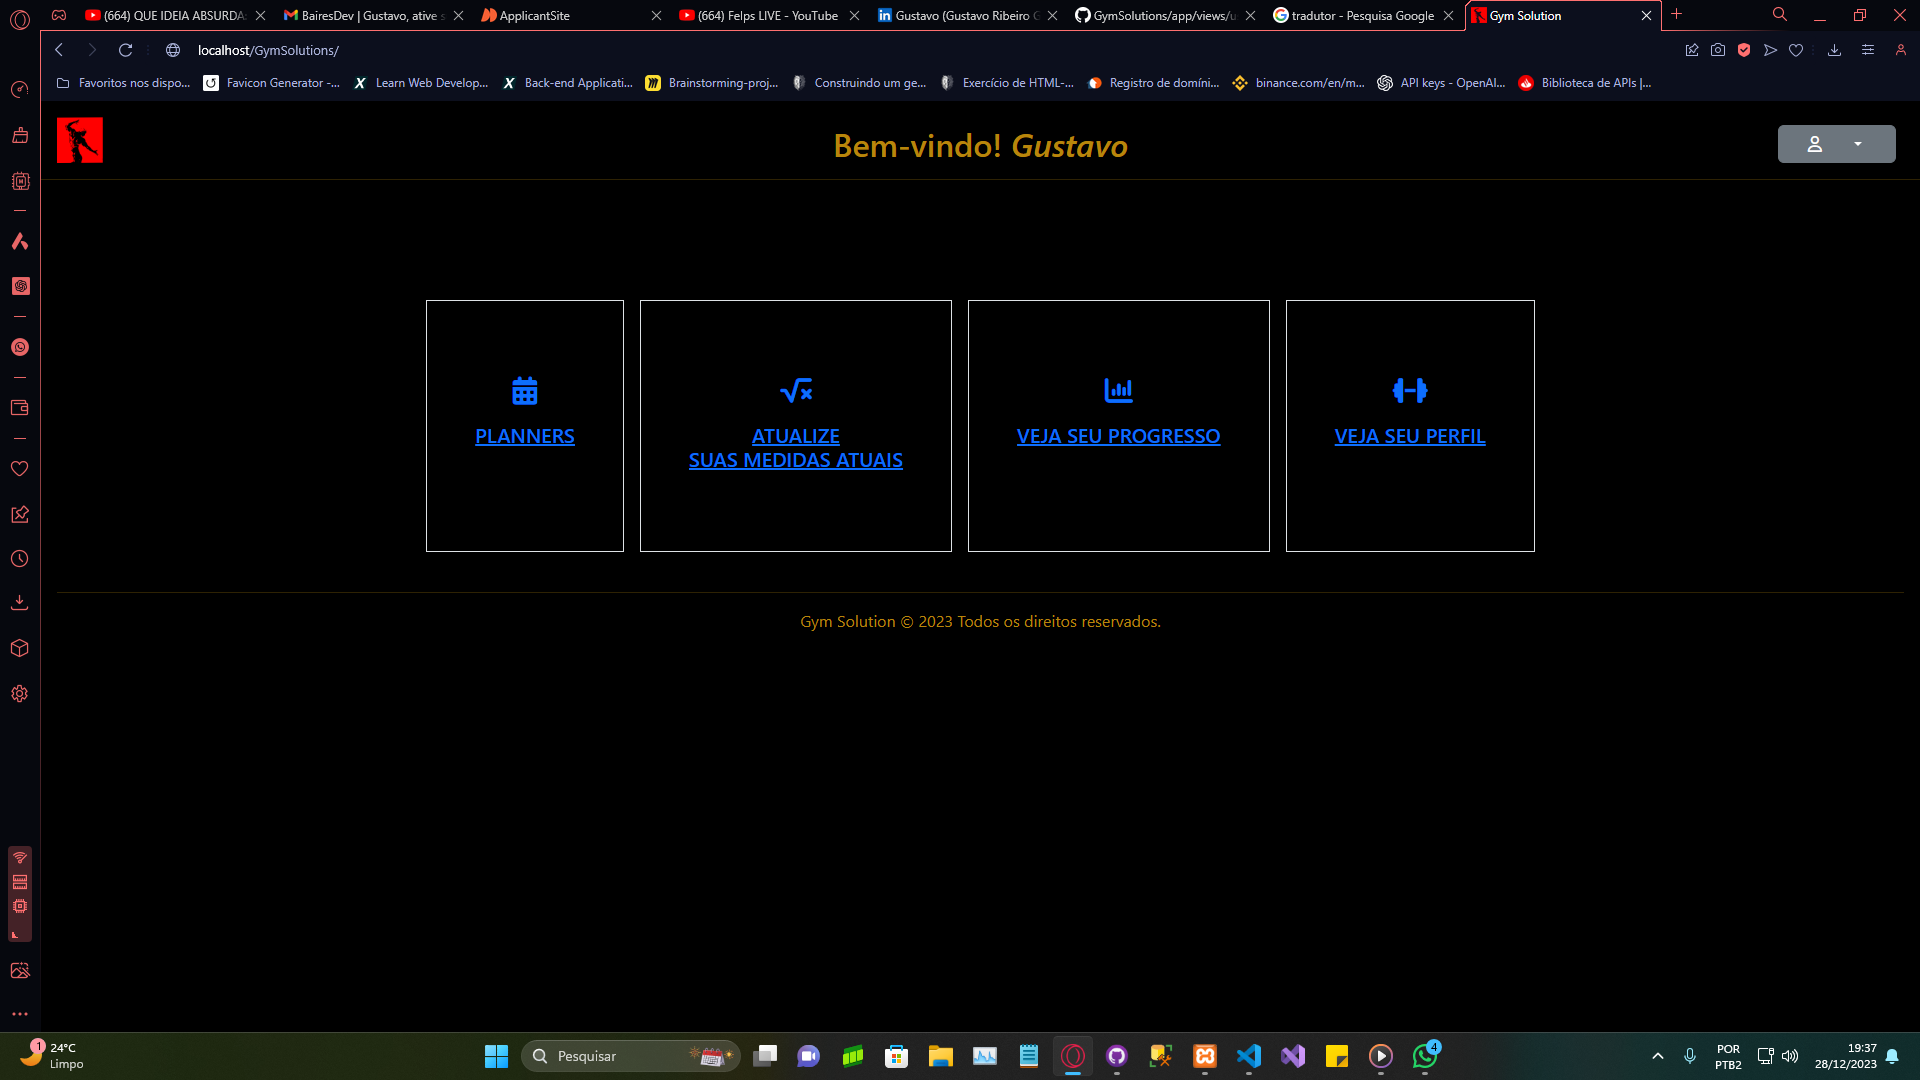 (664) QUE IDEIA ABSURDA
BairesDev | Gustavo, ative s
ApplicantSite
(664) Felps LIVE - YouTube
Gustavo (Gustavo Ribeiro G
GymSolutions/app/views/u
tradutor - Pesquisa Google
Gym Solution
localhost/GymSolutions/
Favoritos nos dispo...
Favicon Generator -...
Learn Web Develop...
Back-end Applicati...
Brainstorming-proj...
Construindo um ge...
Exercício de HTML-...
Registro de domíni...
binance.com/en/m...
API keys - OpenAI...
Biblioteca de APIs |...
Bem-vindo! Gustavo
PLANNERS
ATUALIZE
SUAS MEDIDAS ATUAIS
VEJA SEU PROGRESSO
VEJA SEU PERFIL
Gym Solution © 2023 Todos os direitos reservados.
1
24°C
Limpo
Pesquisar
4
POR
PTB2
19:37
28/12/2023